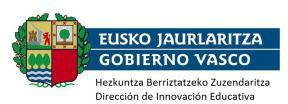 EUSKO JAURLARITZA
GOBIERNO VASCO
Hezkuntza Berriztatzeko Zuzendaritza
Dirección de Innovación Educativa